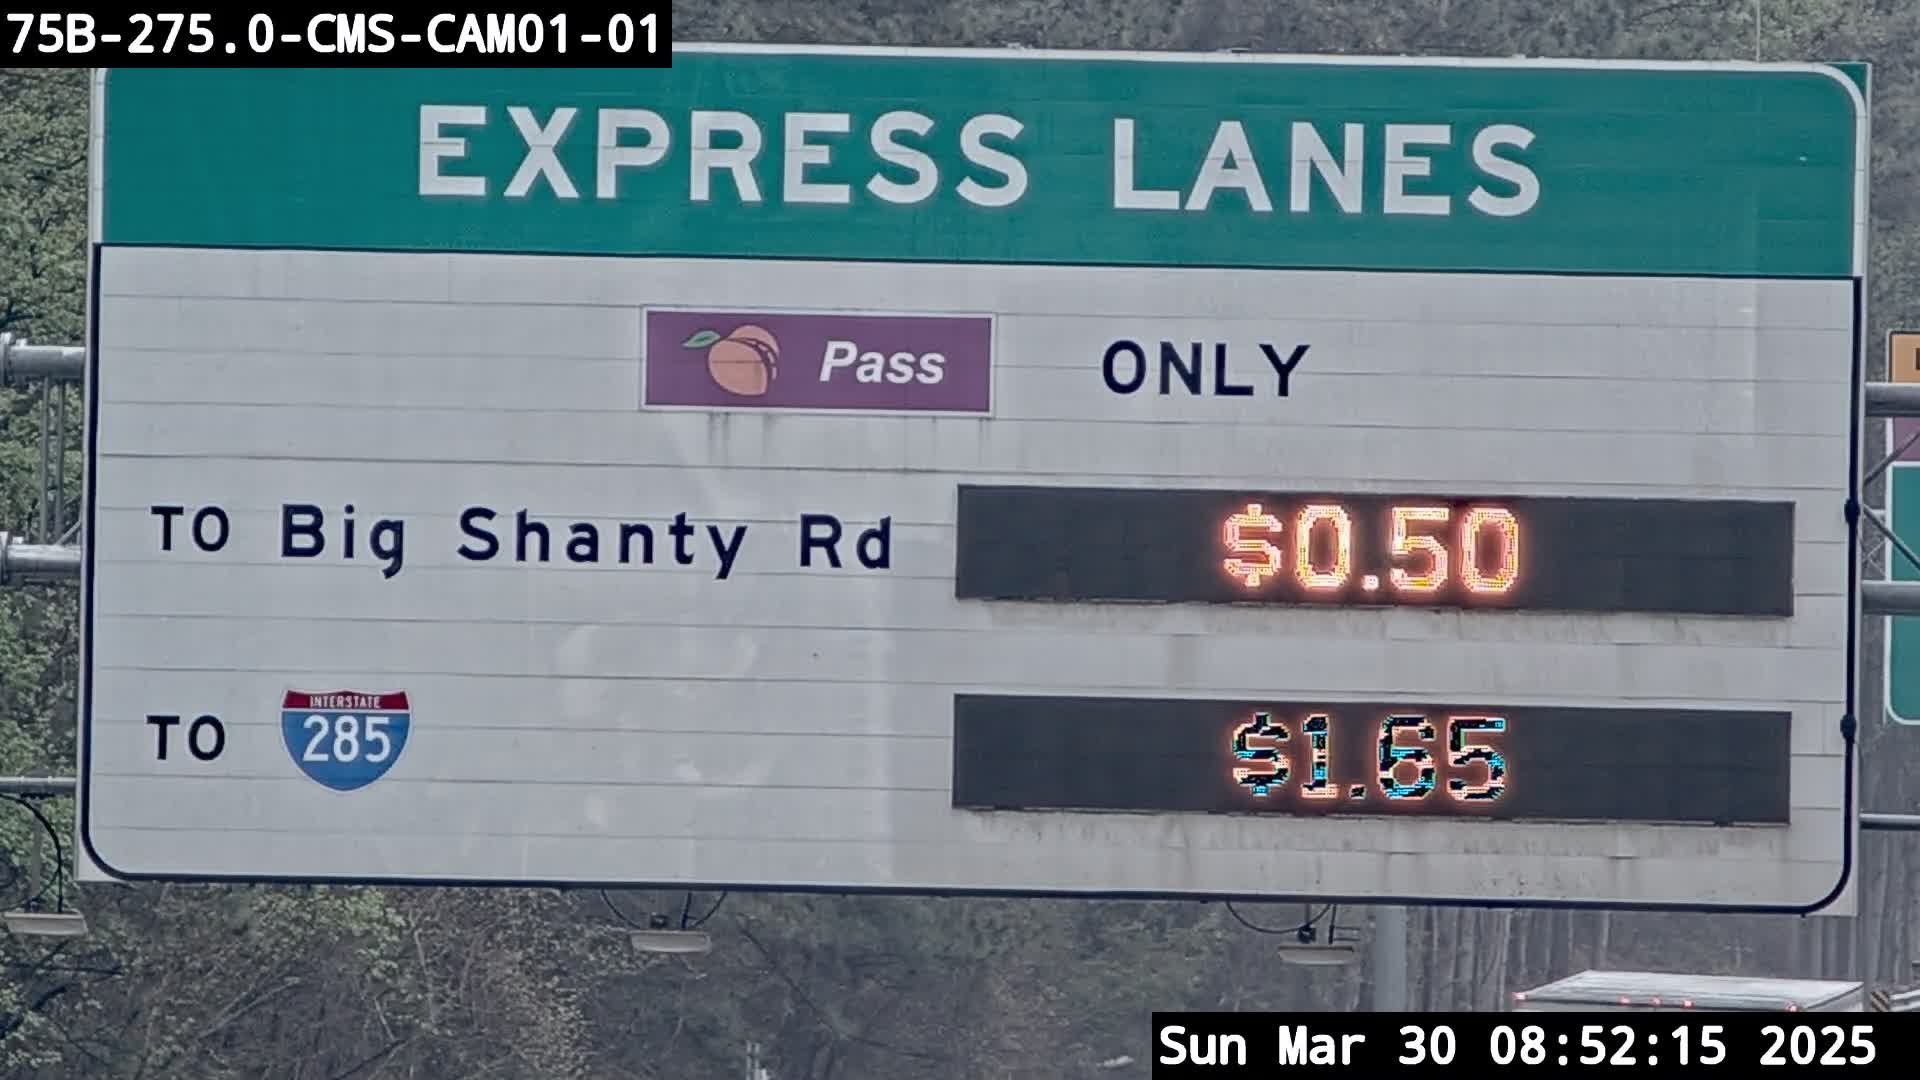 75B-275.0-CMS-CAM01-01
EXPRESS LANES
Pass ONLY
TO Big Shanty Rd $0.50
INTERSTATE
TO 285 $1.65
Sun Mar 30 08:52:15 2025